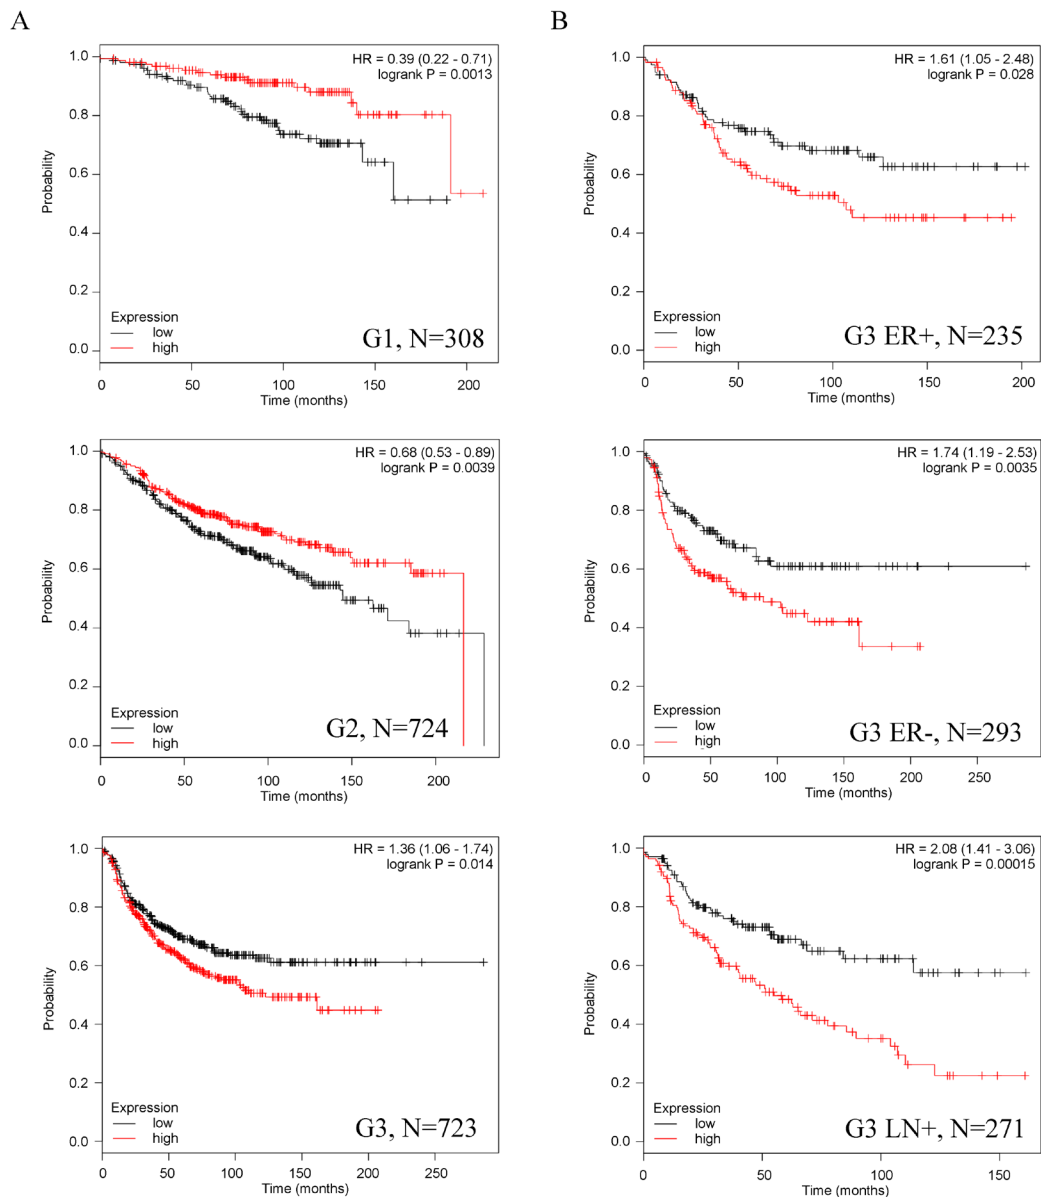 A
HR = 0.39 (0.22 - 0.71)
logrank P = 0.0013
Probability
1.0
0.8
0.6
0.4
0.2
0.0
Expression
low
high
G1, N=308
0 50 100 150 200
Time (months)
HR = 0.68 (0.53 - 0.89)
logrank P = 0.0039
Probability
1.0
0.8
0.6
0.4
0.2
0.0
Expression
low
high
G2, N=724
0 50 100 150 200
Time (months)
HR = 1.36 (1.06 - 1.74)
logrank P = 0.014
Probability
1.0
0.8
0.6
0.4
0.2
0.0
Expression
low
high
G3, N=723
0 50 100 150 200 250
Time (months)
B
HR = 1.61 (1.05 - 2.48)
logrank P = 0.028
Probability
1.0
0.8
0.6
0.4
0.2
0.0
Expression
low
high
G3 ER+, N=235
0 50 100 150 200
Time (months)
HR = 1.74 (1.19 - 2.53)
logrank P = 0.0035
Probability
1.0
0.8
0.6
0.4
0.2
0.0
Expression
low
high
G3 ER-, N=293
0 50 100 150 200 250
Time (months)
HR = 2.08 (1.41 - 3.06)
logrank P = 0.00015
Probability
1.0
0.8
0.6
0.4
0.2
0.0
Expression
low
high
G3 LN+, N=271
0 50 100 150
Time (months)